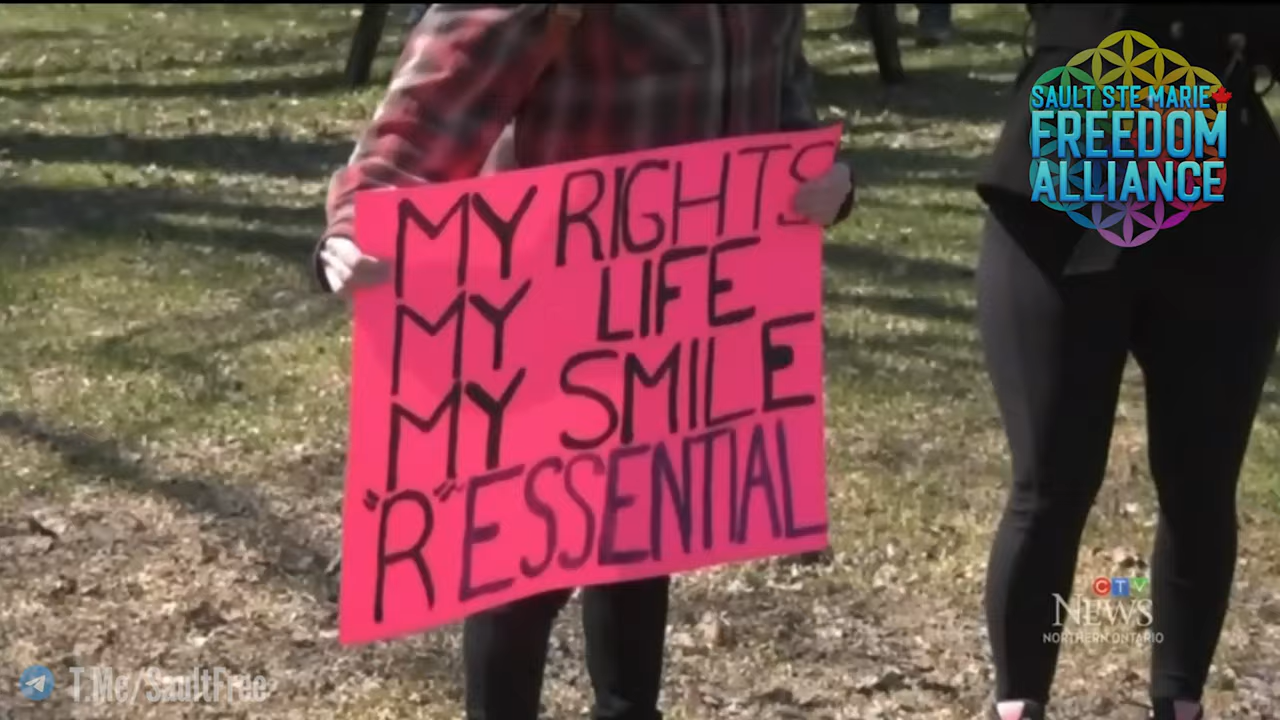 MY RIGHTS
MY LIFE
MY SMILE
"R" ESSENTIAL
SAULT STE MARIE
FREEDOM
ALLIANCE
CTV
NEWS
NORTHERN ONTARIO
T.Me/SaultFree